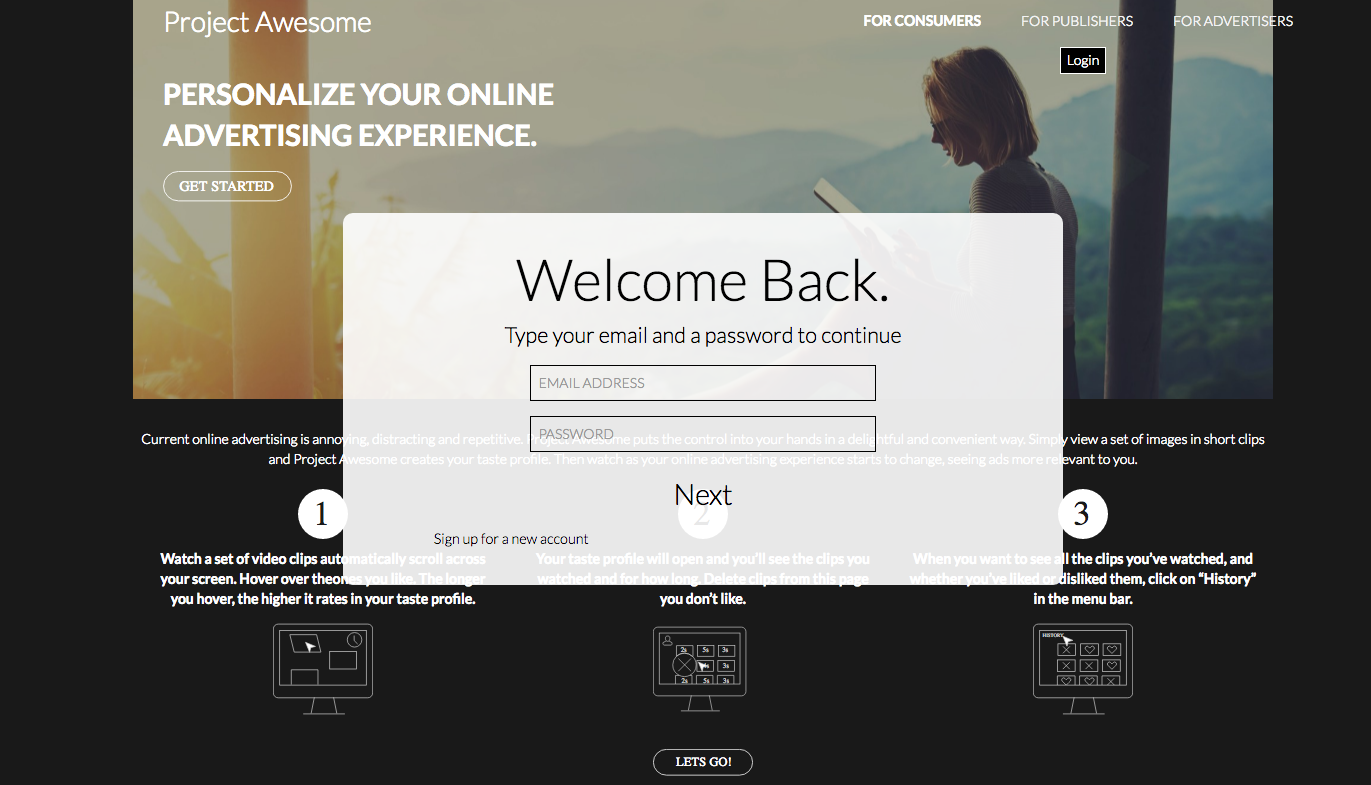 Project Awesome
FOR CONSUMERS
FOR PUBLISHERS
FOR ADVERTISERS
Login
PERSONALIZE YOUR ONLINE
ADVERTISING EXPERIENCE.
GET STARTED
Welcome Back.
Type your email and a password to continue
EMAIL ADDRESS
PASSWORD
Next
Sign up for a new account
Current online advertising is annoying, distracting and repetitive. Project Awesome puts the control into your hands in a delightful and convenient way. Simply view a set of images in short clips
and Project Awesome creates your taste profile. Then watch as your online advertising experience starts to change, seeing ads more relevant to you.
1
Watch a set of video clips automatically scroll across
your screen. Hover over theones you like. The longer
you hover, the higher it rates in your taste profile.
2
Your taste profile will open and you'll see the clips you
watched and for how long. Delete clips from this page
you don't like.
3
When you want to see all the clips you've watched, and
whether you've liked or disliked them, click on “History”
in the menu bar.
2s 5s 3s
3s
2s 5s 3s
HISTORY
LETS GO!